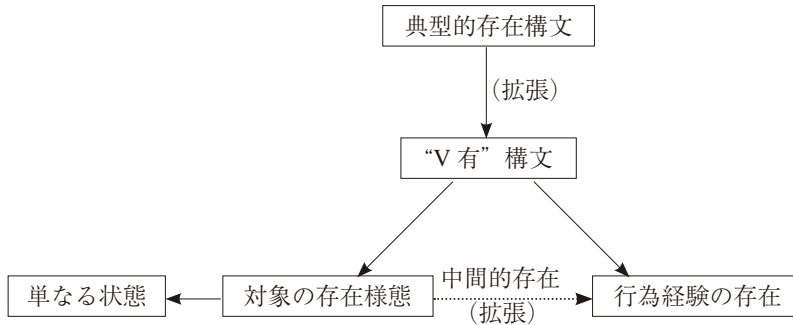 典型的存在構文
（拡張）
“V 有”構文
単なる状態
対象の存在様態
中間的存在
（拡張）
行為経験の存在